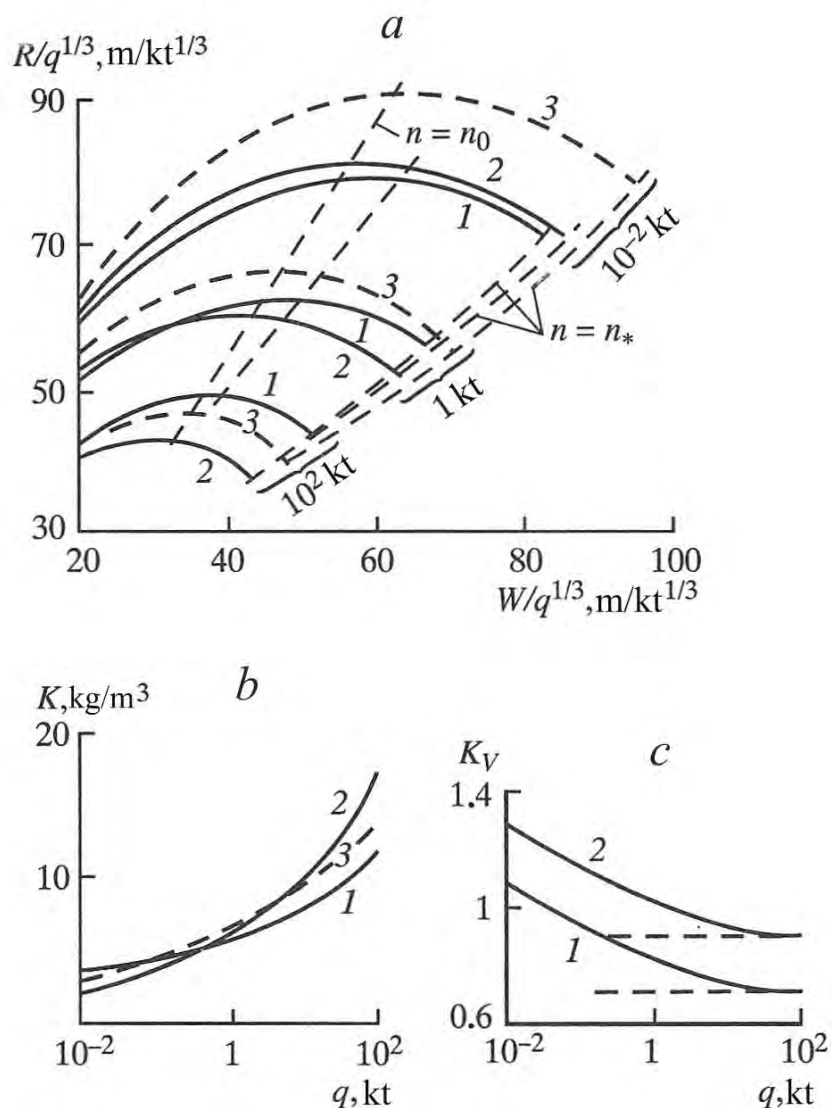 a
R/q^{1/3}, m/kt^{1/3}
90
3
n = n_0
2
1
70
10^{-2} kt
3
1
n = n_*
2
50
1 kt
1
3
2
10^2 kt
30
20 40 60 80 100
W/q^{1/3}, m/kt^{1/3}
b
K, kg/m^3
20
2
3
10
1
10^{-2} 1 10^2
q, kt
c
K_V
1.4
2
1
1
0.6
10^{-2} 1 10^2
q, kt